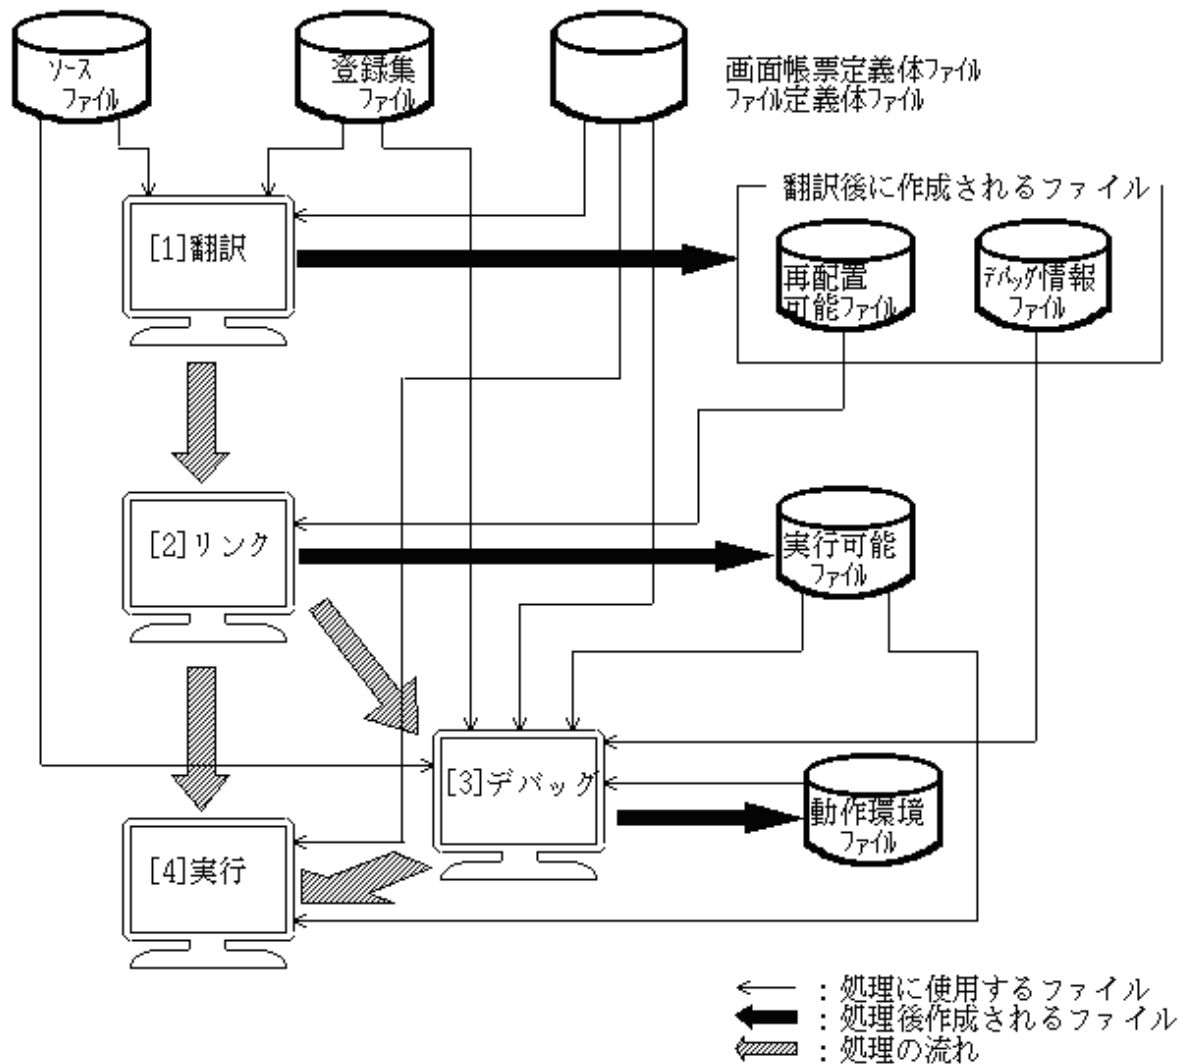 ソース
ファイル
登録集
ファイル
画面帳票定義体ファイル
ファイル定義体ファイル
[1]翻訳
翻訳後に作成されるファイル
再配置
可能ファイル
デバッグ情報
ファイル
[2]リンク
実行可能
ファイル
[3]デバッグ
動作環境
ファイル
[4]実行
:処理に使用するファイル
:処理後作成されるファイル
:処理の流れ